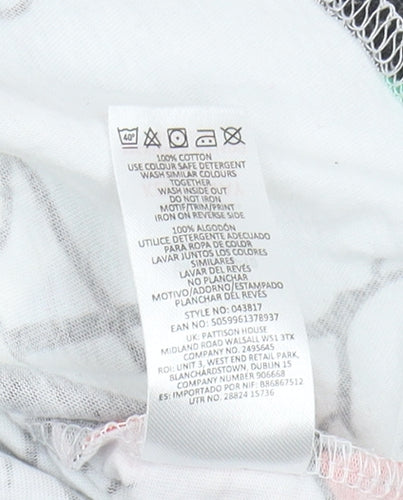 40°
100% COTTON
USE COLOUR SAFE DETERGENT
WASH SIMILAR COLOURS
TOGETHER
WASH INSIDE OUT
DO NOT IRON
MOTIF/TRIM/PRINT
IRON ON REVERSE SIDE
100% ALGODÓN
UTILICE DETERGENTE ADECUADO
PARA ROPA DE COLOR
LAVAR JUNTOS LOS COLORES
SIMILARES
LAVAR DEL REVÉS
NO PLANCHAR
MOTIVO/ADORNO/ESTAMPADO
PLANCHAR DEL REVÉS
STYLE NO: 043817
EAN NO: 5059961378937
UK: PATTISON HOUSE
MIDLAND ROAD WALSALL WS1 3TX
COMPANY NO. 2495645
ROI: UNIT 3, WEST END RETAIL PARK,
BLANCHARDSTOWN, DUBLIN 15
COMPANY NUMBER 906668
ES: IMPORTADO POR NIF: B86867512
UTR NO. 28824 15736